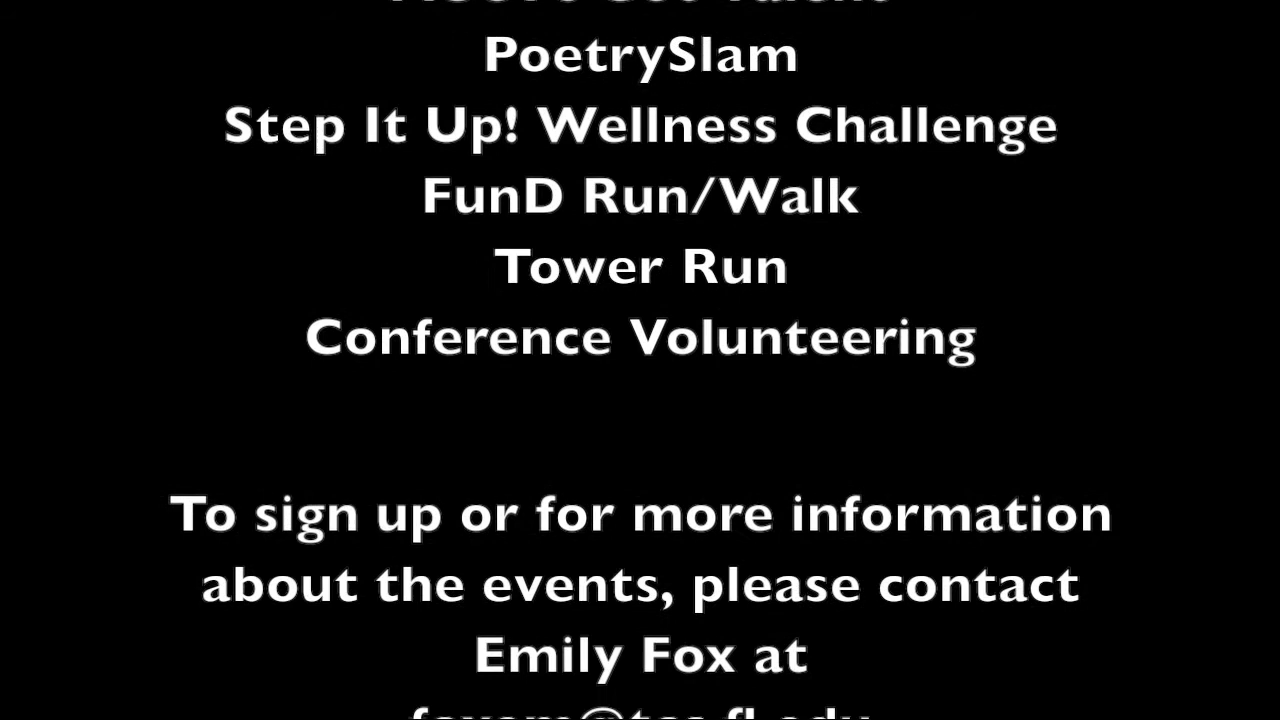 PoetrySlam
Step It Up! Wellness Challenge
FunD Run/Walk
Tower Run
Conference Volunteering
To sign up or for more information
about the events, please contact
Emily Fox at